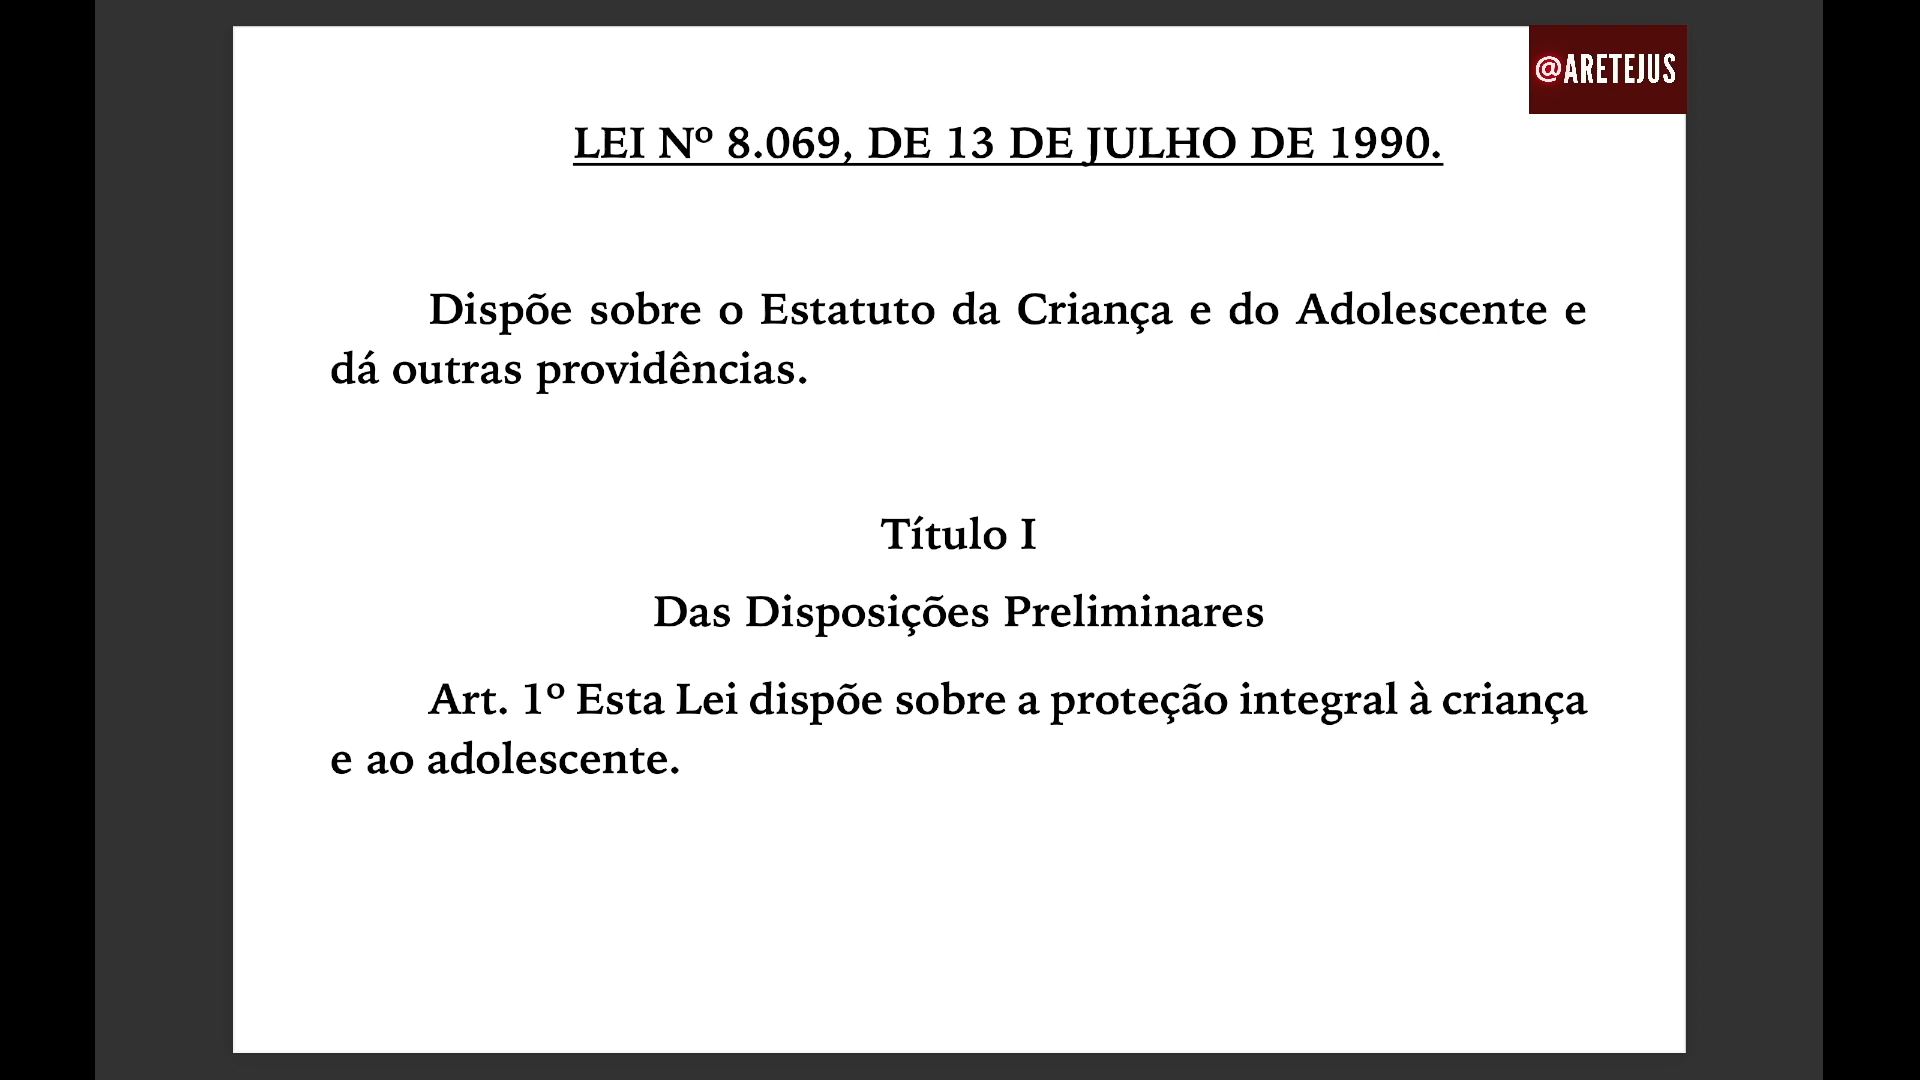 @ARETEJUS
LEI Nº 8.069, DE 13 DE JULHO DE 1990.
Dispõe sobre o Estatuto da Criança e do Adolescente e
dá outras providências.
Título I
Das Disposições Preliminares
Art. 1º Esta Lei dispõe sobre a proteção integral à criança
e ao adolescente.